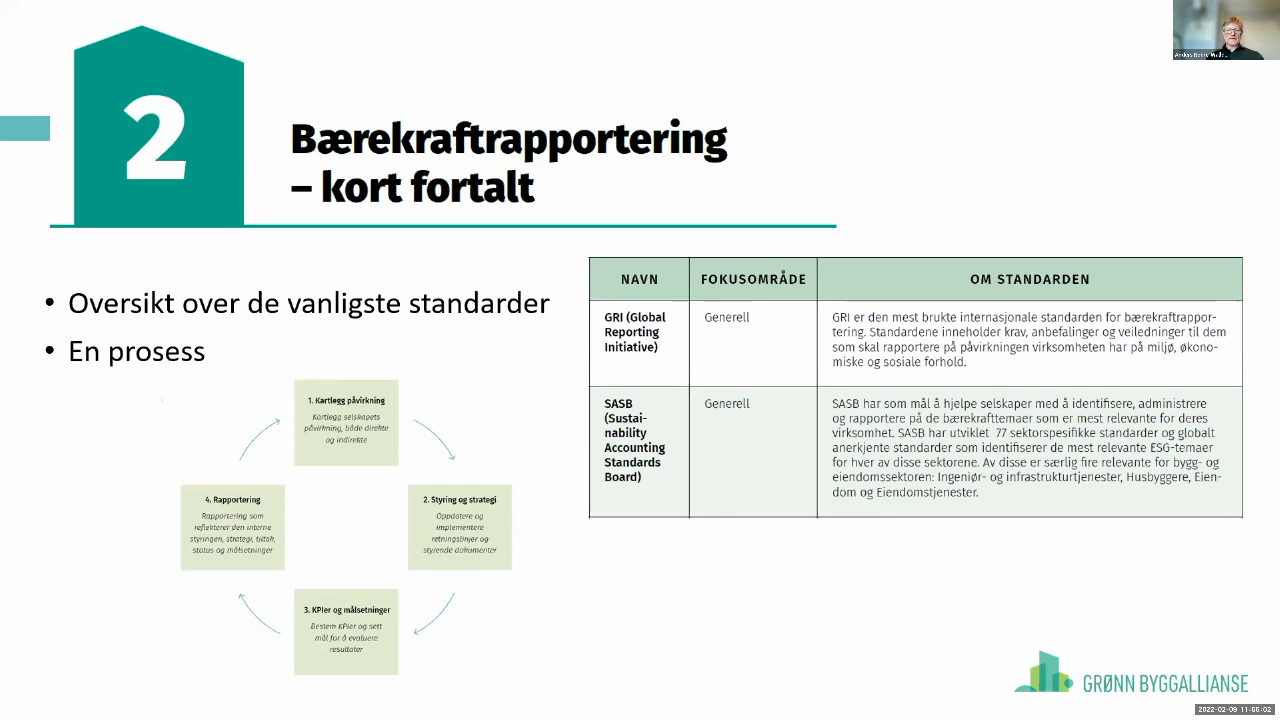 2
Bærekraftrapportering
– kort fortalt
• Oversikt over de vanligste standarder
• En prosess
1. Kartlegg påvirkning
Kartlegg selskapets
påvirkning, både direkte
og indirekte
2. Styring og strategi
Oppdatere og
implementere
retningslinjer og
styrende dokumenter
3. KPIer og målsetninger
Bestem KPIer og sett
mål for å evaluere
resultater
4. Rapportering
Rapportering som
reflekterer den interne
styringen, strategi, tiltak,
status og målsetninger
NAVN
FOKUSOMRÅDE
OM STANDARDEN
GRI (Global
Reporting
Initiative)
Generell
GRI er den mest brukte internasjonale standarden for bærekraftrappor-
tering. Standardene inneholder krav, anbefalinger og veiledninger til dem
som skal rapportere på påvirkningen virksomheten har på miljø, økono-
miske og sosiale forhold.
SASB
(Sustai-
nability
Accounting
Standards
Board)
Generell
SASB har som mål å hjelpe selskaper med å identifisere, administrere
og rapportere på de bærekrafttemaer som er mest relevante for deres
virksomhet. SASB har utviklet 77 sektorspesifikke standarder og globalt
anerkjente standarder som identifiserer de mest relevante ESG-temaer
for hver av disse sektorene. Av disse er særlig fire relevante for bygg- og
eiendomssektoren: Ingeniør- og infrastrukturtjenester, Husbyggere, Eien-
dom og Eiendomstjenester.
GRØNN BYGGALLIANSE
2022-02-09 11:56:02
Anders